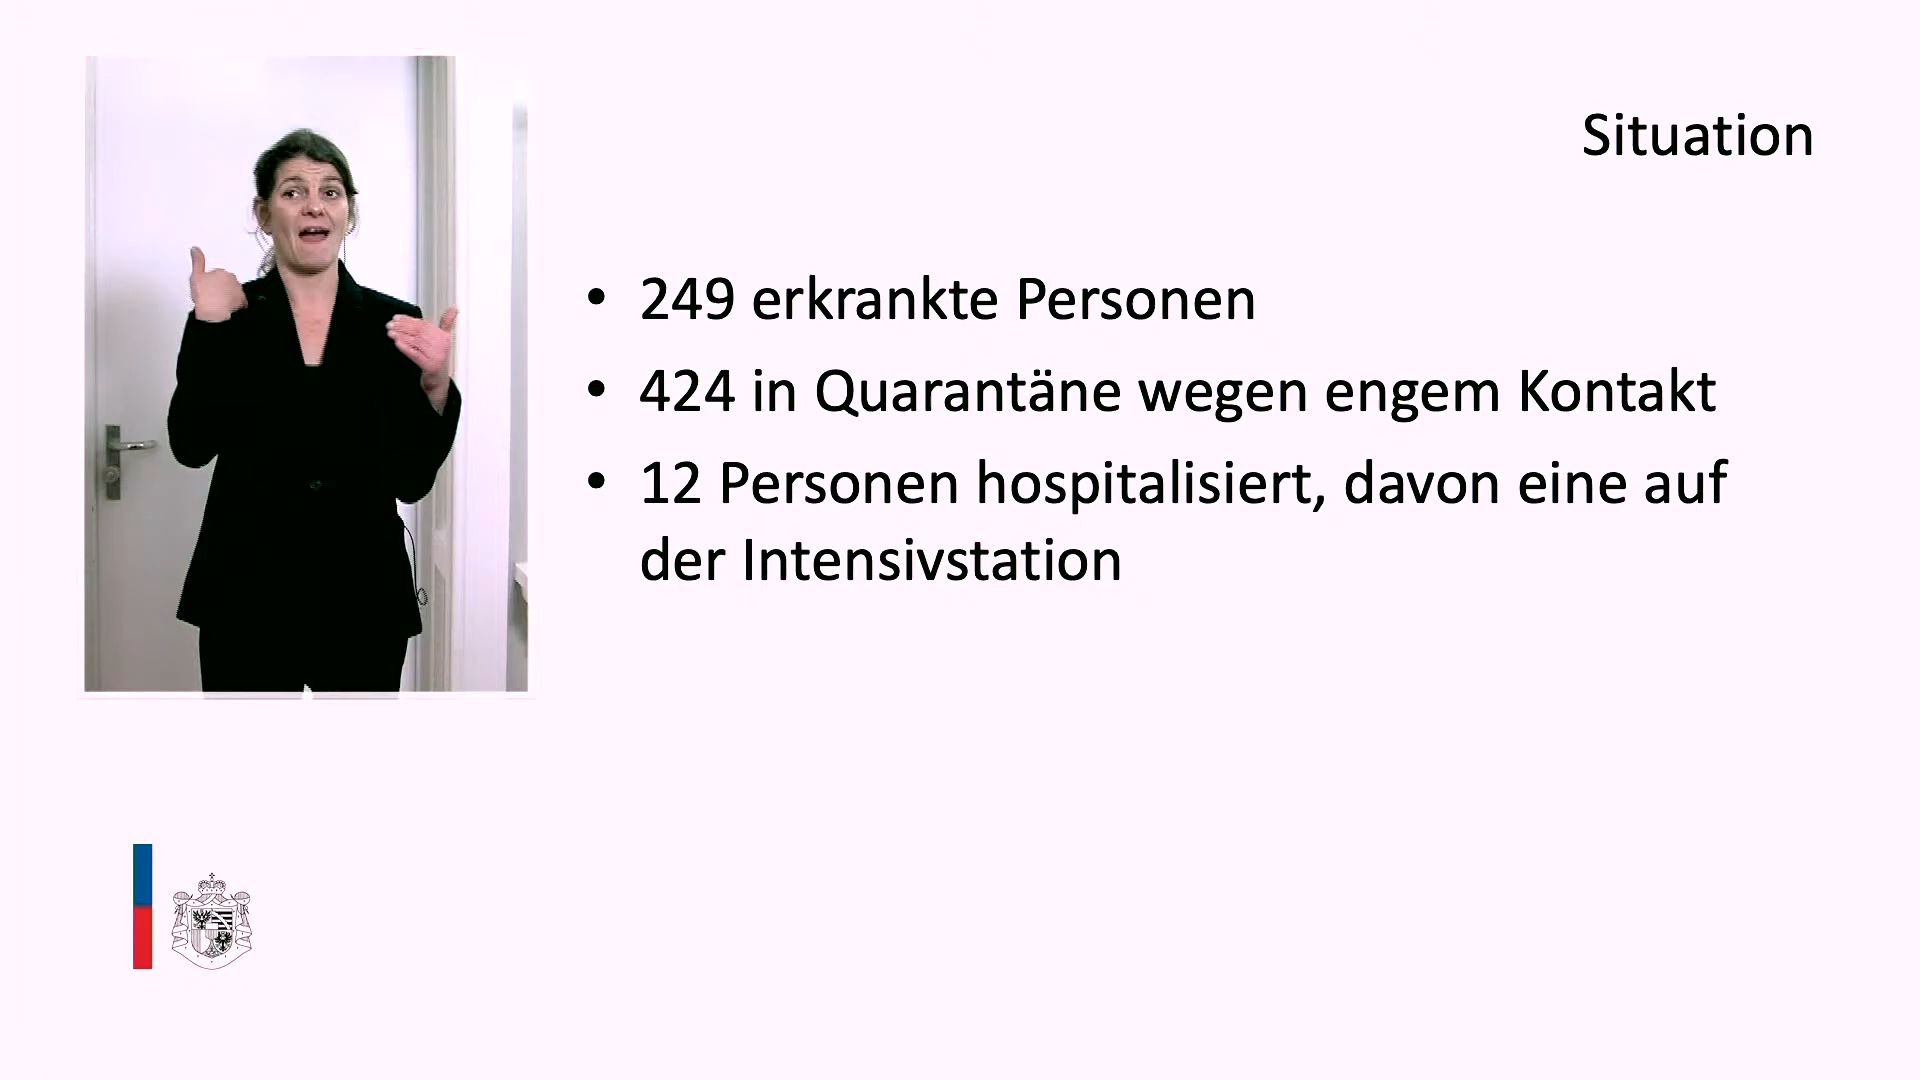 Situation
• 249 erkrankte Personen
• 424 in Quarantäne wegen engem Kontakt
• 12 Personen hospitalisiert, davon eine auf
der Intensivstation